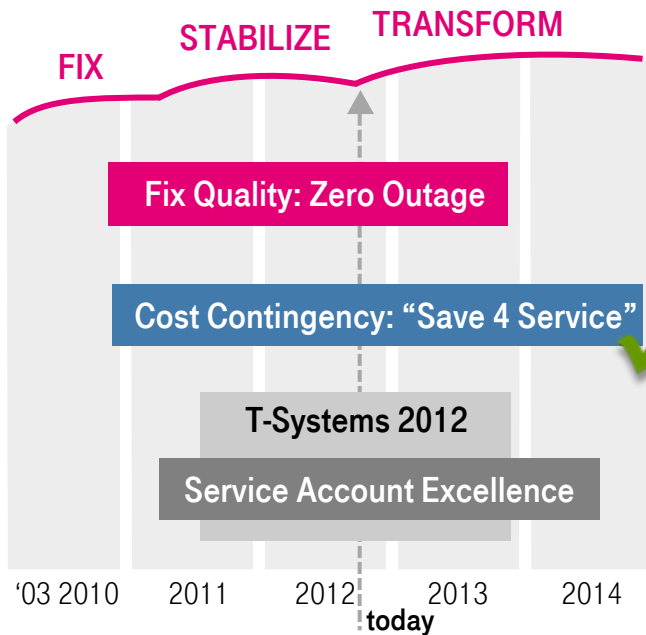 FIX
STABILIZE
TRANSFORM
Fix Quality: Zero Outage
Cost Contingency: “Save 4 Service”
T-Systems 2012
Service Account Excellence
‘03 2010 2011 2012 2013 2014
today